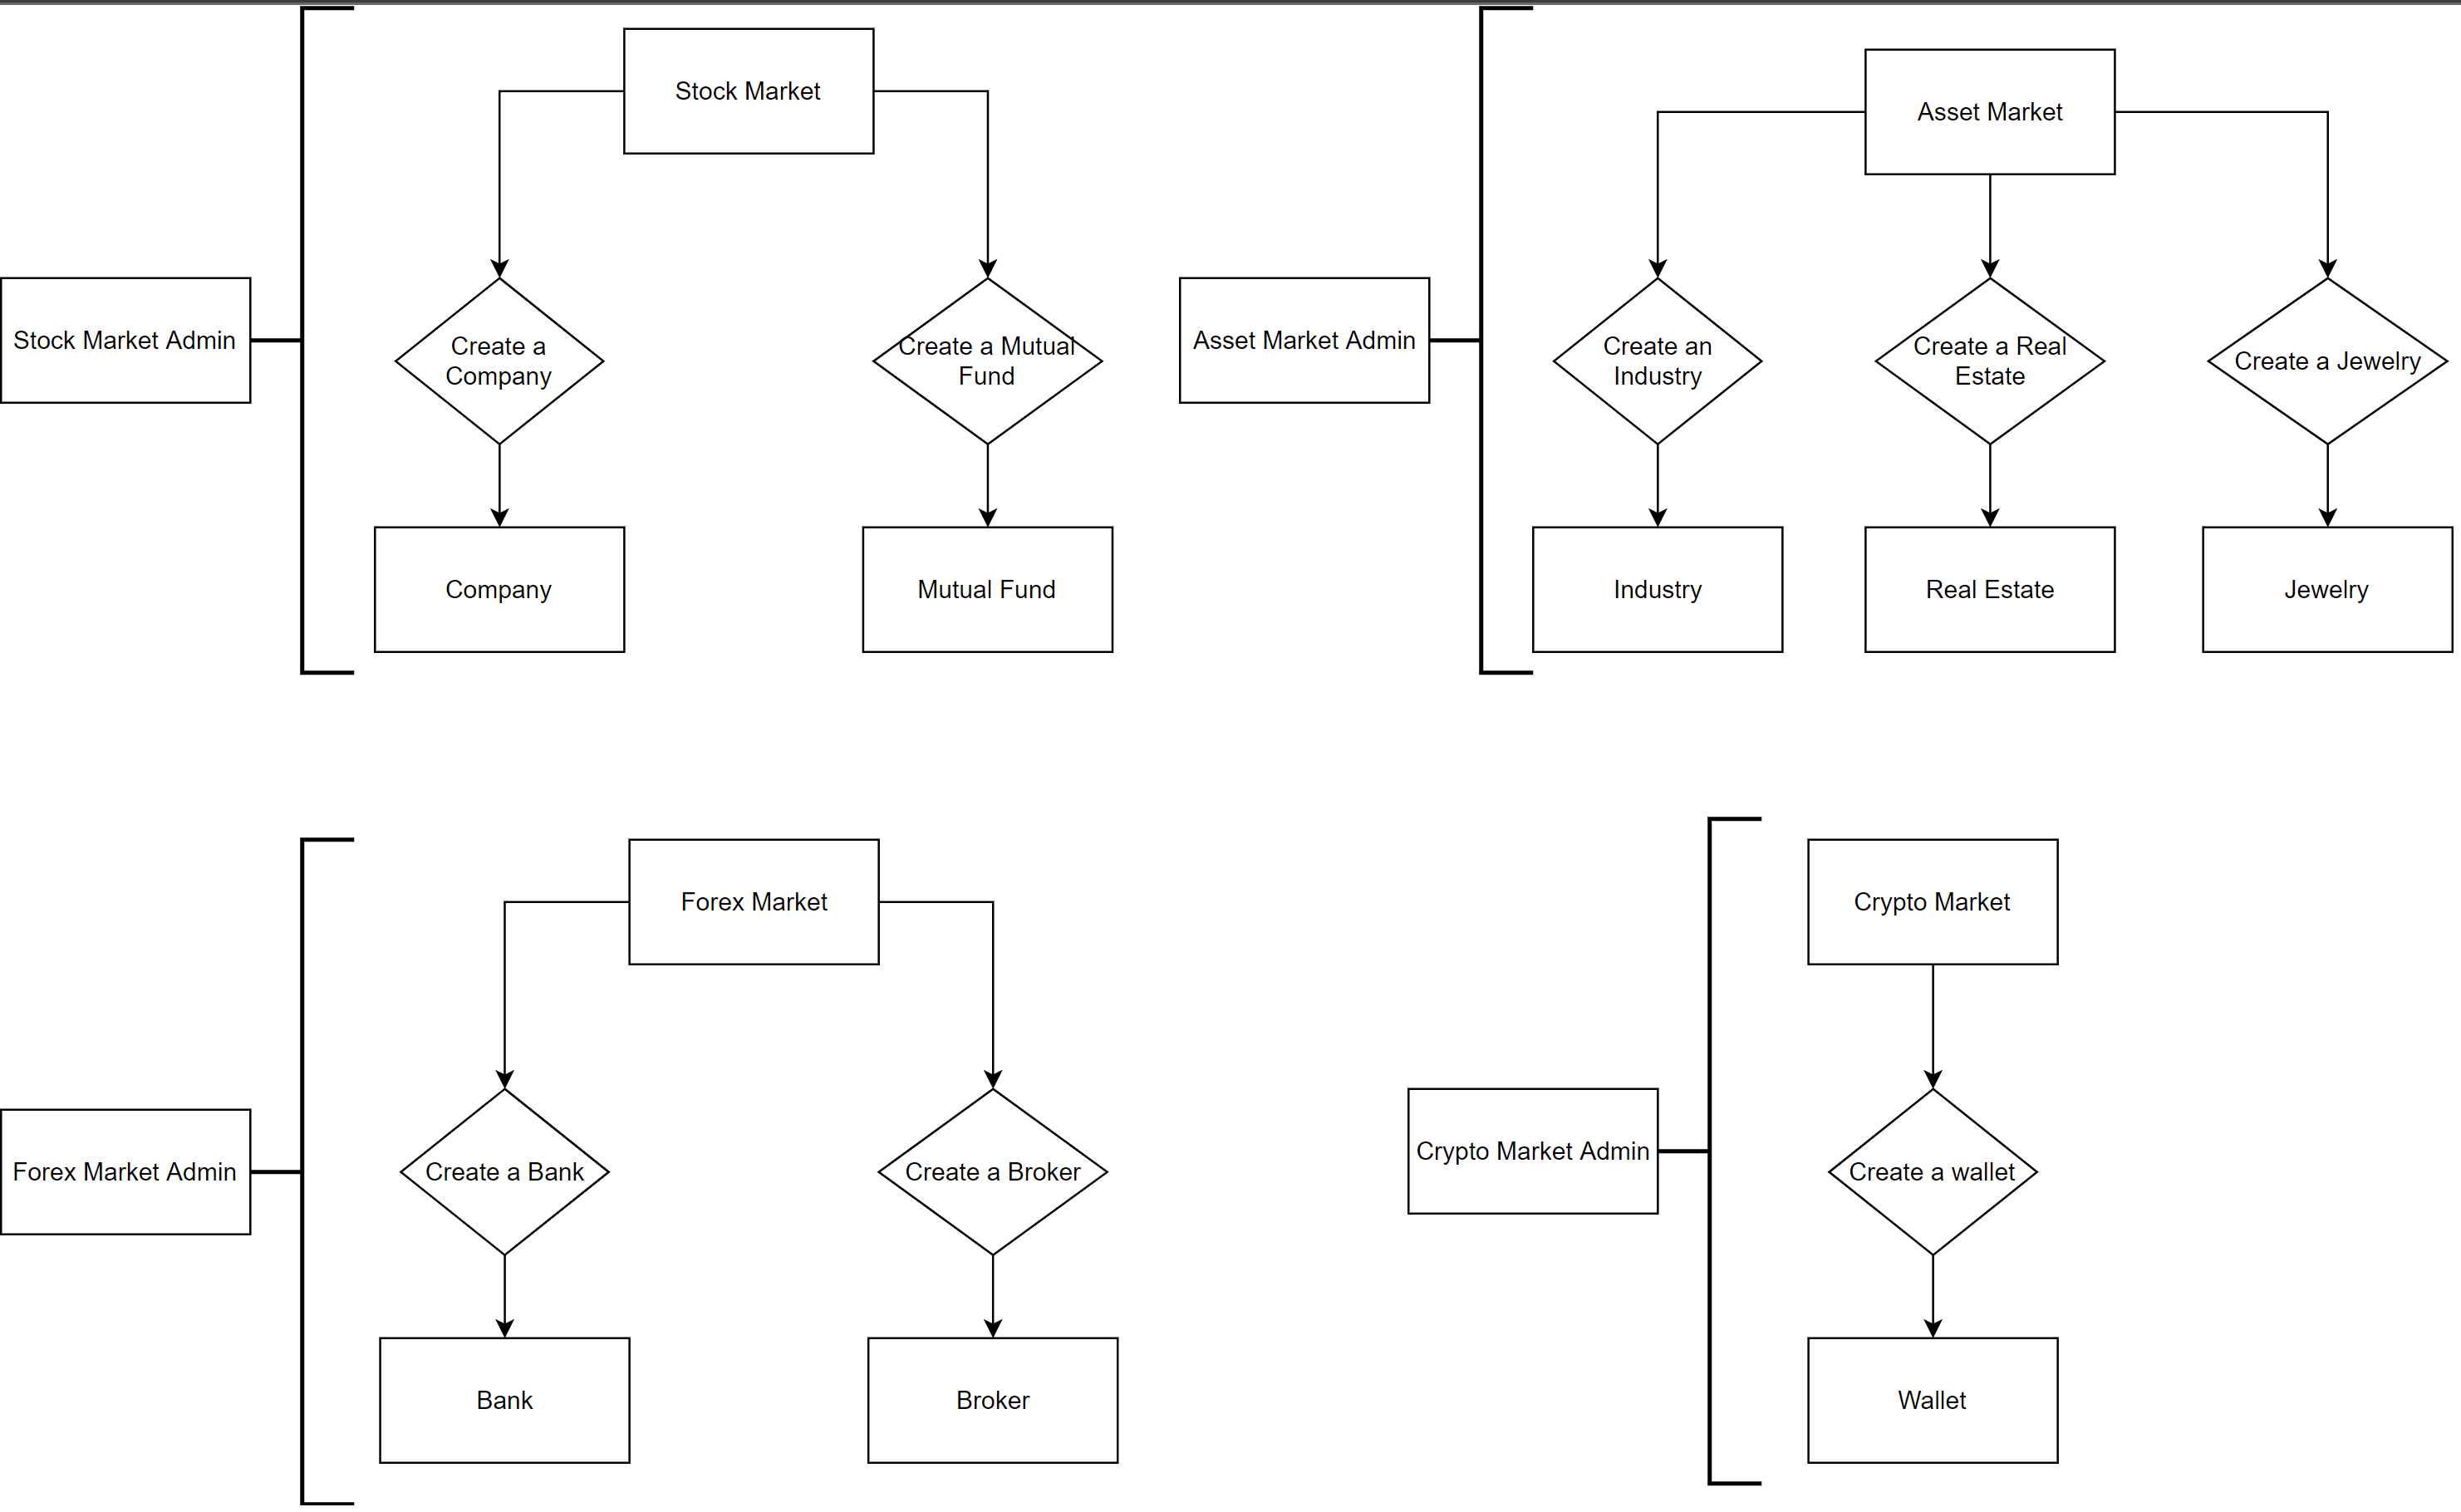 Stock Market
Stock Market Admin
Create a
Company
Create a Mutual
Fund
Company
Mutual Fund
Asset Market
Asset Market Admin
Create an
Industry
Create a Real
Estate
Create a Jewelry
Industry
Real Estate
Jewelry
Forex Market
Forex Market Admin
Create a Bank
Create a Broker
Bank
Broker
Crypto Market
Crypto Market Admin
Create a wallet
Wallet